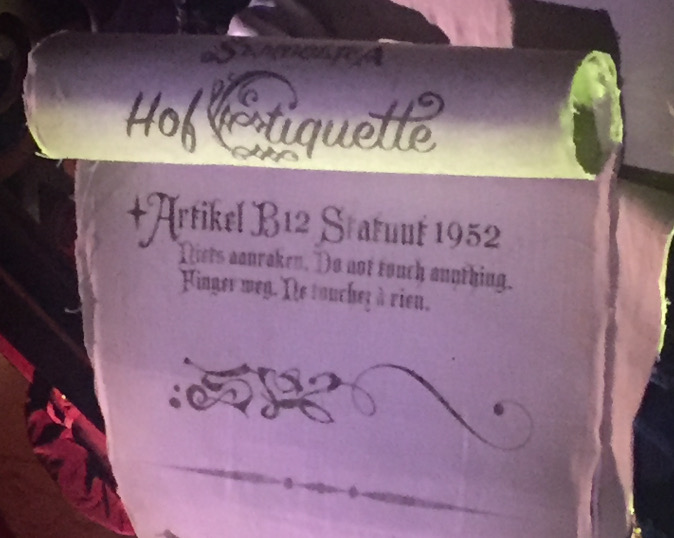 Hof Etiquette
Artikel B12 Statuut 1952
Niets aanraken. Do not touch anything.
Finger weg. Ne touchez à rien.